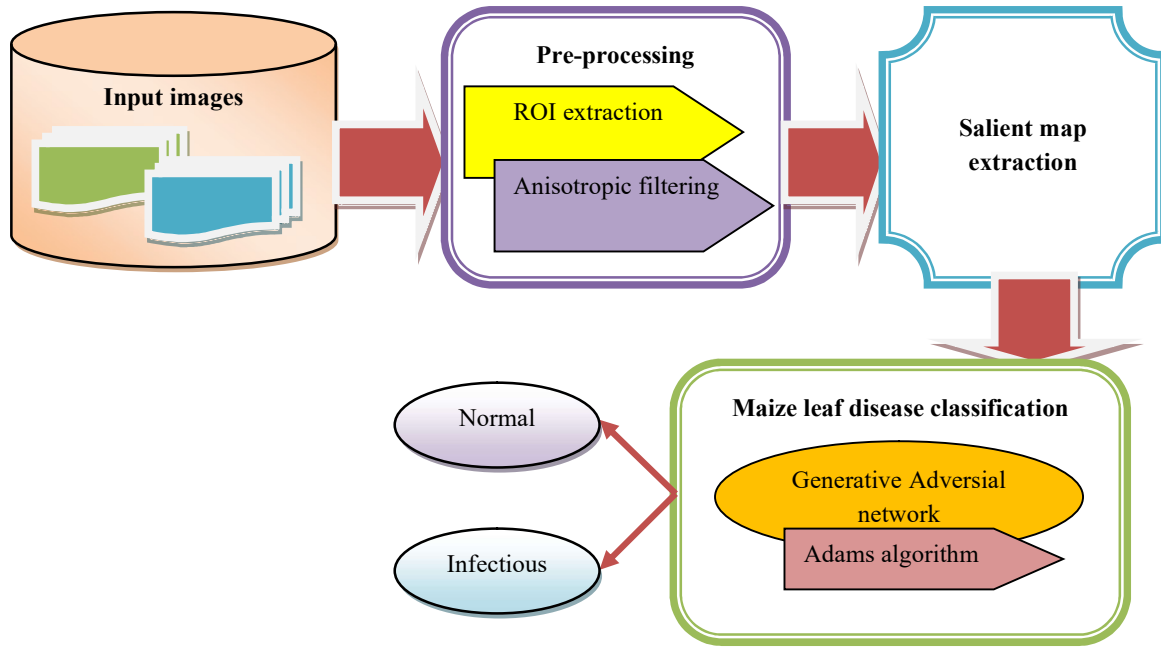 Input images
Pre-processing
ROI extraction
Anisotropic filtering
Salient map
extraction
Maize leaf disease classification
Generative Adversial
network
Adams algorithm
Normal
Infectious